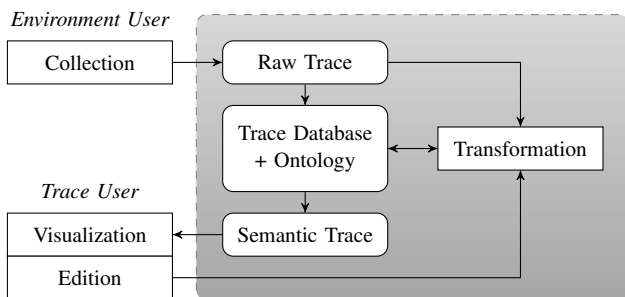 Environment User
Collection
Raw Trace
Trace Database
+ Ontology
Transformation
Trace User
Visualization
Semantic Trace
Edition